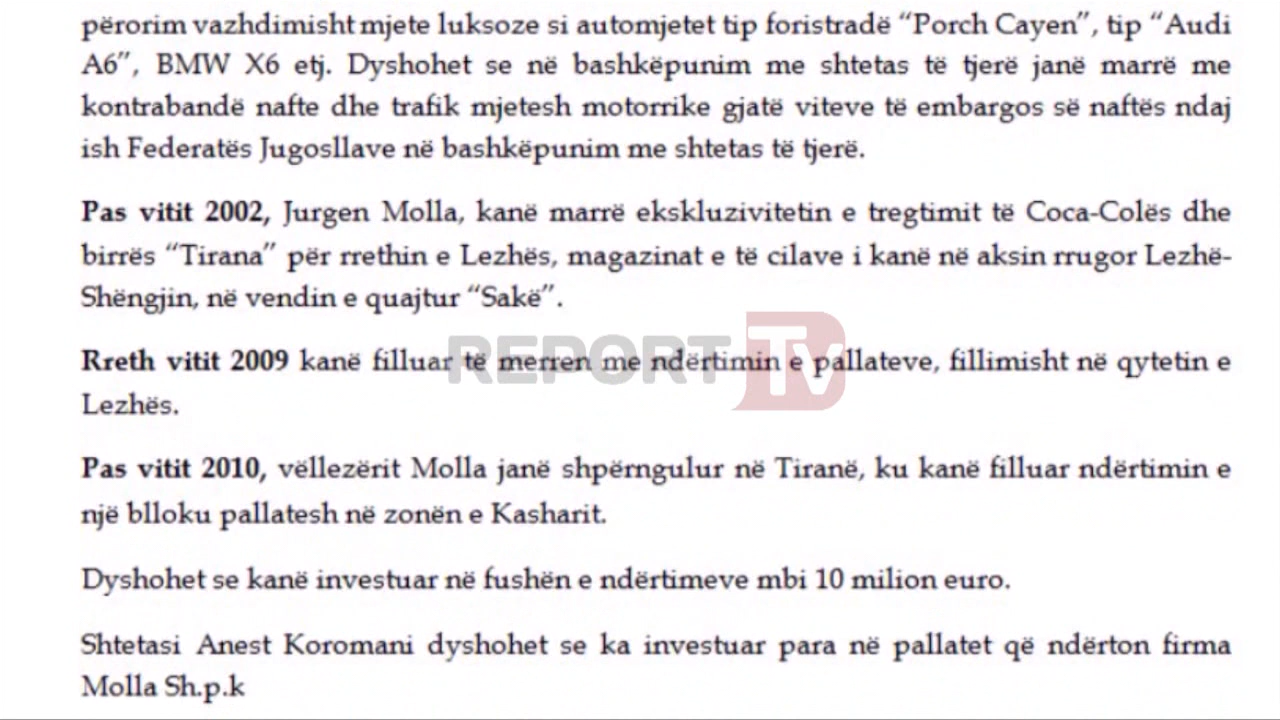 përorim vazhdimisht mjete luksoze si automjetet tip foristradë “Porch Cayen”, tip “Audi
A6”, BMW X6 etj. Dyshohet se në bashkëpunim me shtetas të tjerë janë marrë me
kontrabandë nafte dhe trafik mjetesh motorrike gjatë viteve të embargos së naftës ndaj
ish Federatës Jugosllave në bashkëpunim me shtetas të tjerë.
Pas vitit 2002, Jurgen Molla, kanë marrë ekskluzivitetin e tregtimit të Coca-Colës dhe
birrës “Tirana” për rrethin e Lezhës, magazinat e të cilave i kanë në aksin rrugor Lezhë-
Shëngjin, në vendin e quajtur “Sakë”.
REPORT Tv
Rreth vitit 2009 kanë filluar të merren me ndërtimin e pallateve, fillimisht në qytetin e
Lezhës.
Pas vitit 2010, vëllezërit Molla janë shpërngulur në Tiranë, ku kanë filluar ndërtimin e
një blloku pallatesh në zonën e Kasharit.
Dyshohet se kanë investuar në fushën e ndërtimeve mbi 10 milion euro.
Shtetasi Anest Koromani dyshohet se ka investuar para në pallatet që ndërton firma
Molla Sh.p.k